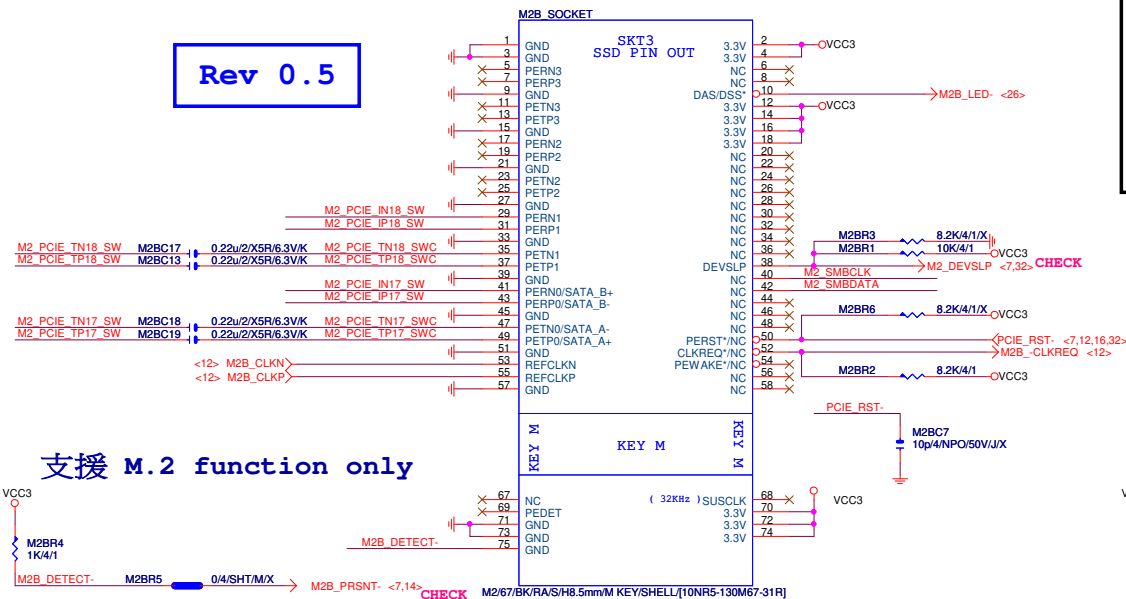 M2B_SOCKET
SKT3
SSD PIN OUT
Rev 0.5
1 GND 3.3V 2 VCC3
3 GND 3.3V 4
5 PERN3 NC 6
7 PERP3 NC 8
9 GND DAS/DSS* 10 M2B_LED- <26>
11 PETN3 3.3V 12 VCC3
13 PETP3 3.3V 14
15 GND 3.3V 16
17 PERN2 3.3V 18
19 PERP2 NC 20
21 GND NC 22
23 PETN2 NC 24
25 PETP2 NC 26
27 GND NC 28
M2_PCIE_IN18_SW 29 PERN1 NC 30
M2_PCIE_IP18_SW 31 PERP1 NC 32
33 GND NC 34 M2BR3 8.2K/4/1/X
M2_PCIE_TN18_SW M2BC17 0.22u/2/X5R/6.3V/K M2_PCIE_TN18_SWC 35 PETN1 NC 36 M2BR1 10K/4/1 VCC3
M2_PCIE_TP18_SW M2BC13 0.22u/2/X5R/6.3V/K M2_PCIE_TP18_SWC 37 PETP1 DEVSLP 38 M2_DEVSLP <7,32> CHECK
39 GND NC 40 M2_SMBCLK
M2_PCIE_IN17_SW 41 PERN0/SATA_B+ NC 42 M2_SMBDATA
M2_PCIE_IP17_SW 43 PERP0/SATA_B- NC 44
45 GND NC 46 M2BR6 8.2K/4/1/X VCC3
M2_PCIE_TN17_SW M2BC18 0.22u/2/X5R/6.3V/K M2_PCIE_TN17_SWC 47 PETN0/SATA_A- NC 48
M2_PCIE_TP17_SW M2BC19 0.22u/2/X5R/6.3V/K M2_PCIE_TP17_SWC 49 PETP0/SATA_A+ PERST*/NC 50 PCIE_RST- <7,12,16,32>
51 GND CLKREQ*/NC 52 M2B_-CLKREQ <12>
<12> M2B_CLKN 53 REFCLKN PEWAKE*/NC 54
<12> M2B_CLKP 55 REFCLKP NC 56 M2BR2 8.2K/4/1 VCC3
57 GND NC 58
PCIE_RST-
M2BC7
10p/4/NPO/50V/J/X
KEY M KEY M KEY M
支援 M.2 function only
VCC3
67 NC ( 32KHz ) SUSCLK 68 VCC3
69 PEDET 3.3V 70
71 GND 3.3V 72
73 GND 3.3V 74
M2B_DETECT- 75 GND
M2BR4
1K/4/1
M2B_DETECT- M2BR5 0/4/SHT/M/X M2B_PRSNT- <7,14> CHECK
M2/67/BK/RA/S/H8.5mm/M KEY/SHELL/[10NR5-130M67-31R]